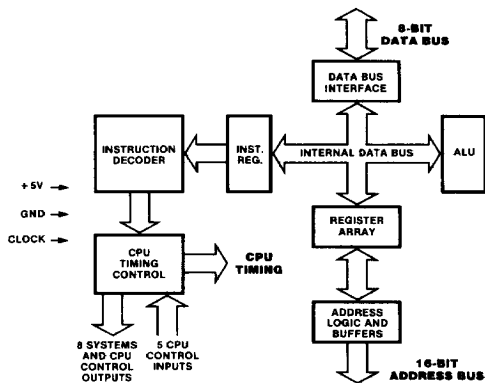 8-BIT
DATA BUS
DATA BUS
INTERFACE
INSTRUCTION
DECODER
INST.
REG.
INTERNAL DATA BUS
ALU
+5V
GND
CLOCK
CPU
TIMING
CONTROL
CPU
TIMING
REGISTER
ARRAY
ADDRESS
LOGIC AND
BUFFERS
8 SYSTEMS
AND CPU
CONTROL
OUTPUTS
5 CPU
CONTROL
INPUTS
16-BIT
ADDRESS BUS